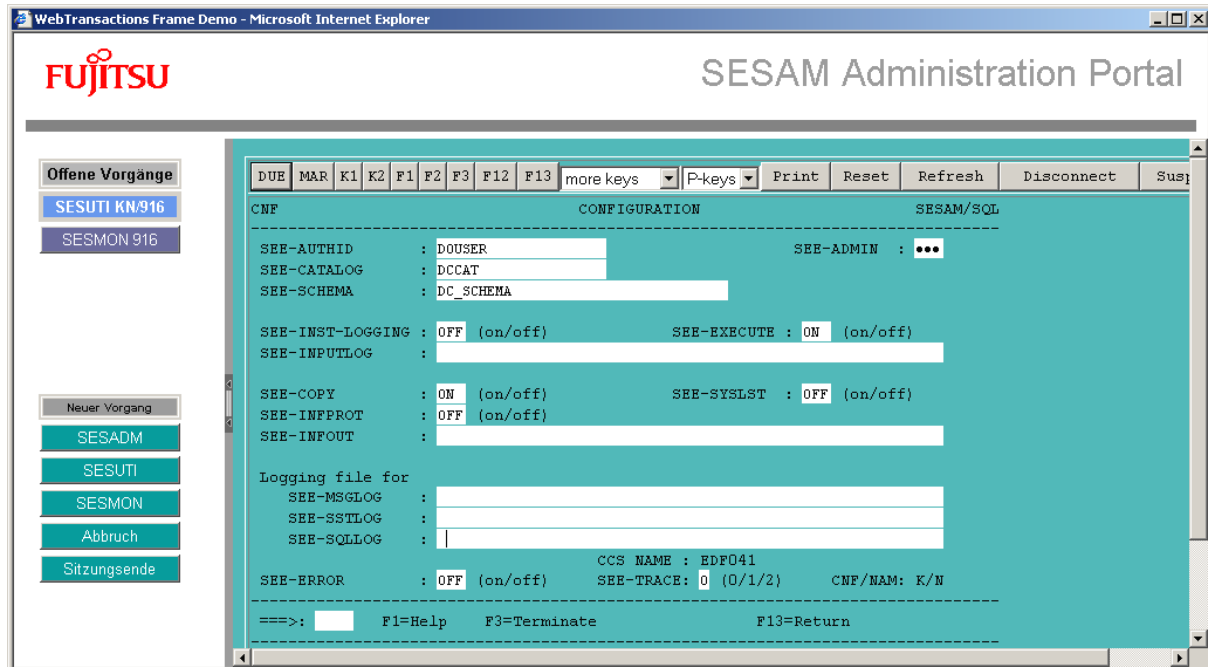 WebTransactions Frame Demo - Microsoft Internet Explorer
FUJITSU
SESAM Administration Portal
Offene Vorgänge
SESUTI KN/916
SESMON 916
Neuer Vorgang
SESADM
SESUTI
SESMON
Abbruch
Sitzungsende
DUE MAR K1 K2 F1 F2 F3 F12 F13 more keys P-keys Print Reset Refresh Disconnect Susp
CNF CONFIGURATION SESAM/SQL
SEE-AUTHID : DOUSER SEE-ADMIN : •••
SEE-CATALOG : DCCAT
SEE-SCHEMA : DC_SCHEMA
SEE-INST-LOGGING : OFF (on/off) SEE-EXECUTE : ON (on/off)
SEE-INPUTLOG :
SEE-COPY : ON (on/off) SEE-SYSLST : OFF (on/off)
SEE-INFPROT : OFF (on/off)
SEE-INFOUT :
Logging file for
SEE-MSGLOG :
SEE-SSTLOG :
SEE-SQLLOG :
CCS NAME : EDF041
SEE-ERROR : OFF (on/off) SEE-TRACE: 0 (0/1/2) CNF/NAM: K/N
===>: F1=Help F3=Terminate F13=Return